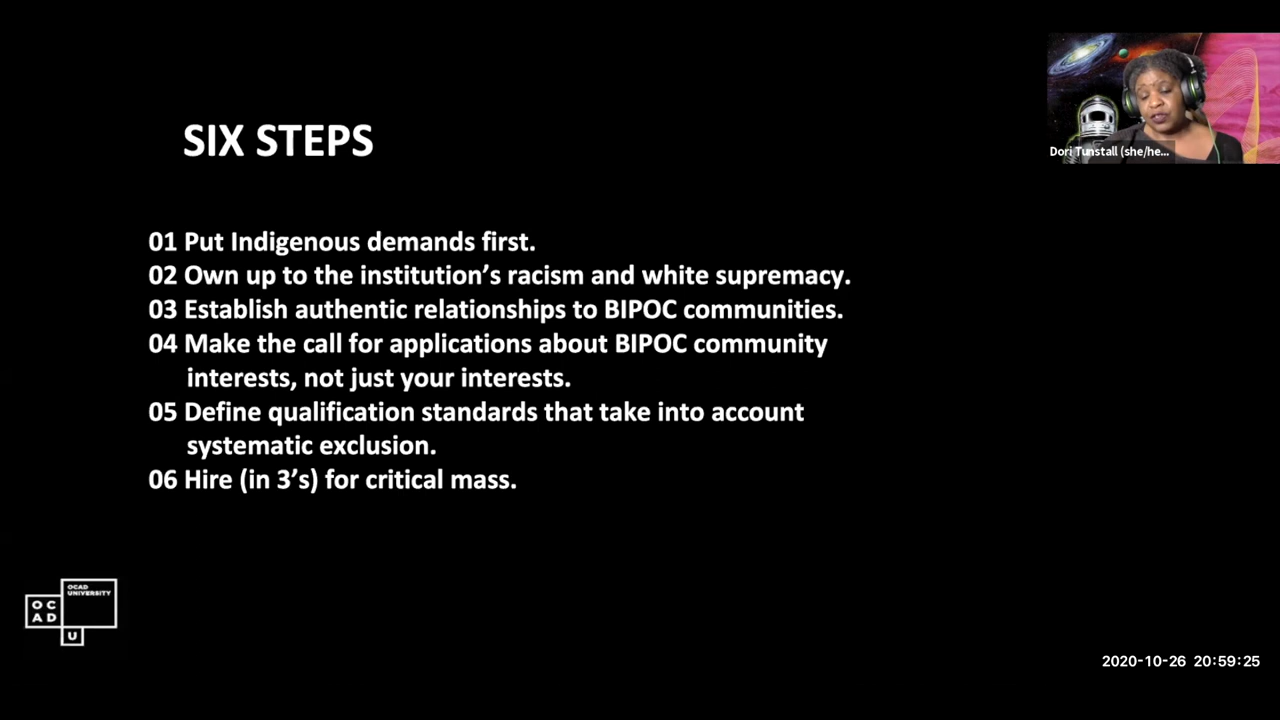 SIX STEPS
Dori Tunstall (she/he...
01 Put Indigenous demands first.
02 Own up to the institution’s racism and white supremacy.
03 Establish authentic relationships to BIPOC communities.
04 Make the call for applications about BIPOC community
interests, not just your interests.
05 Define qualification standards that take into account
systematic exclusion.
06 Hire (in 3’s) for critical mass.
OCAD
UNIVERSITY
OC
AD
U
2020-10-26 20:59:25